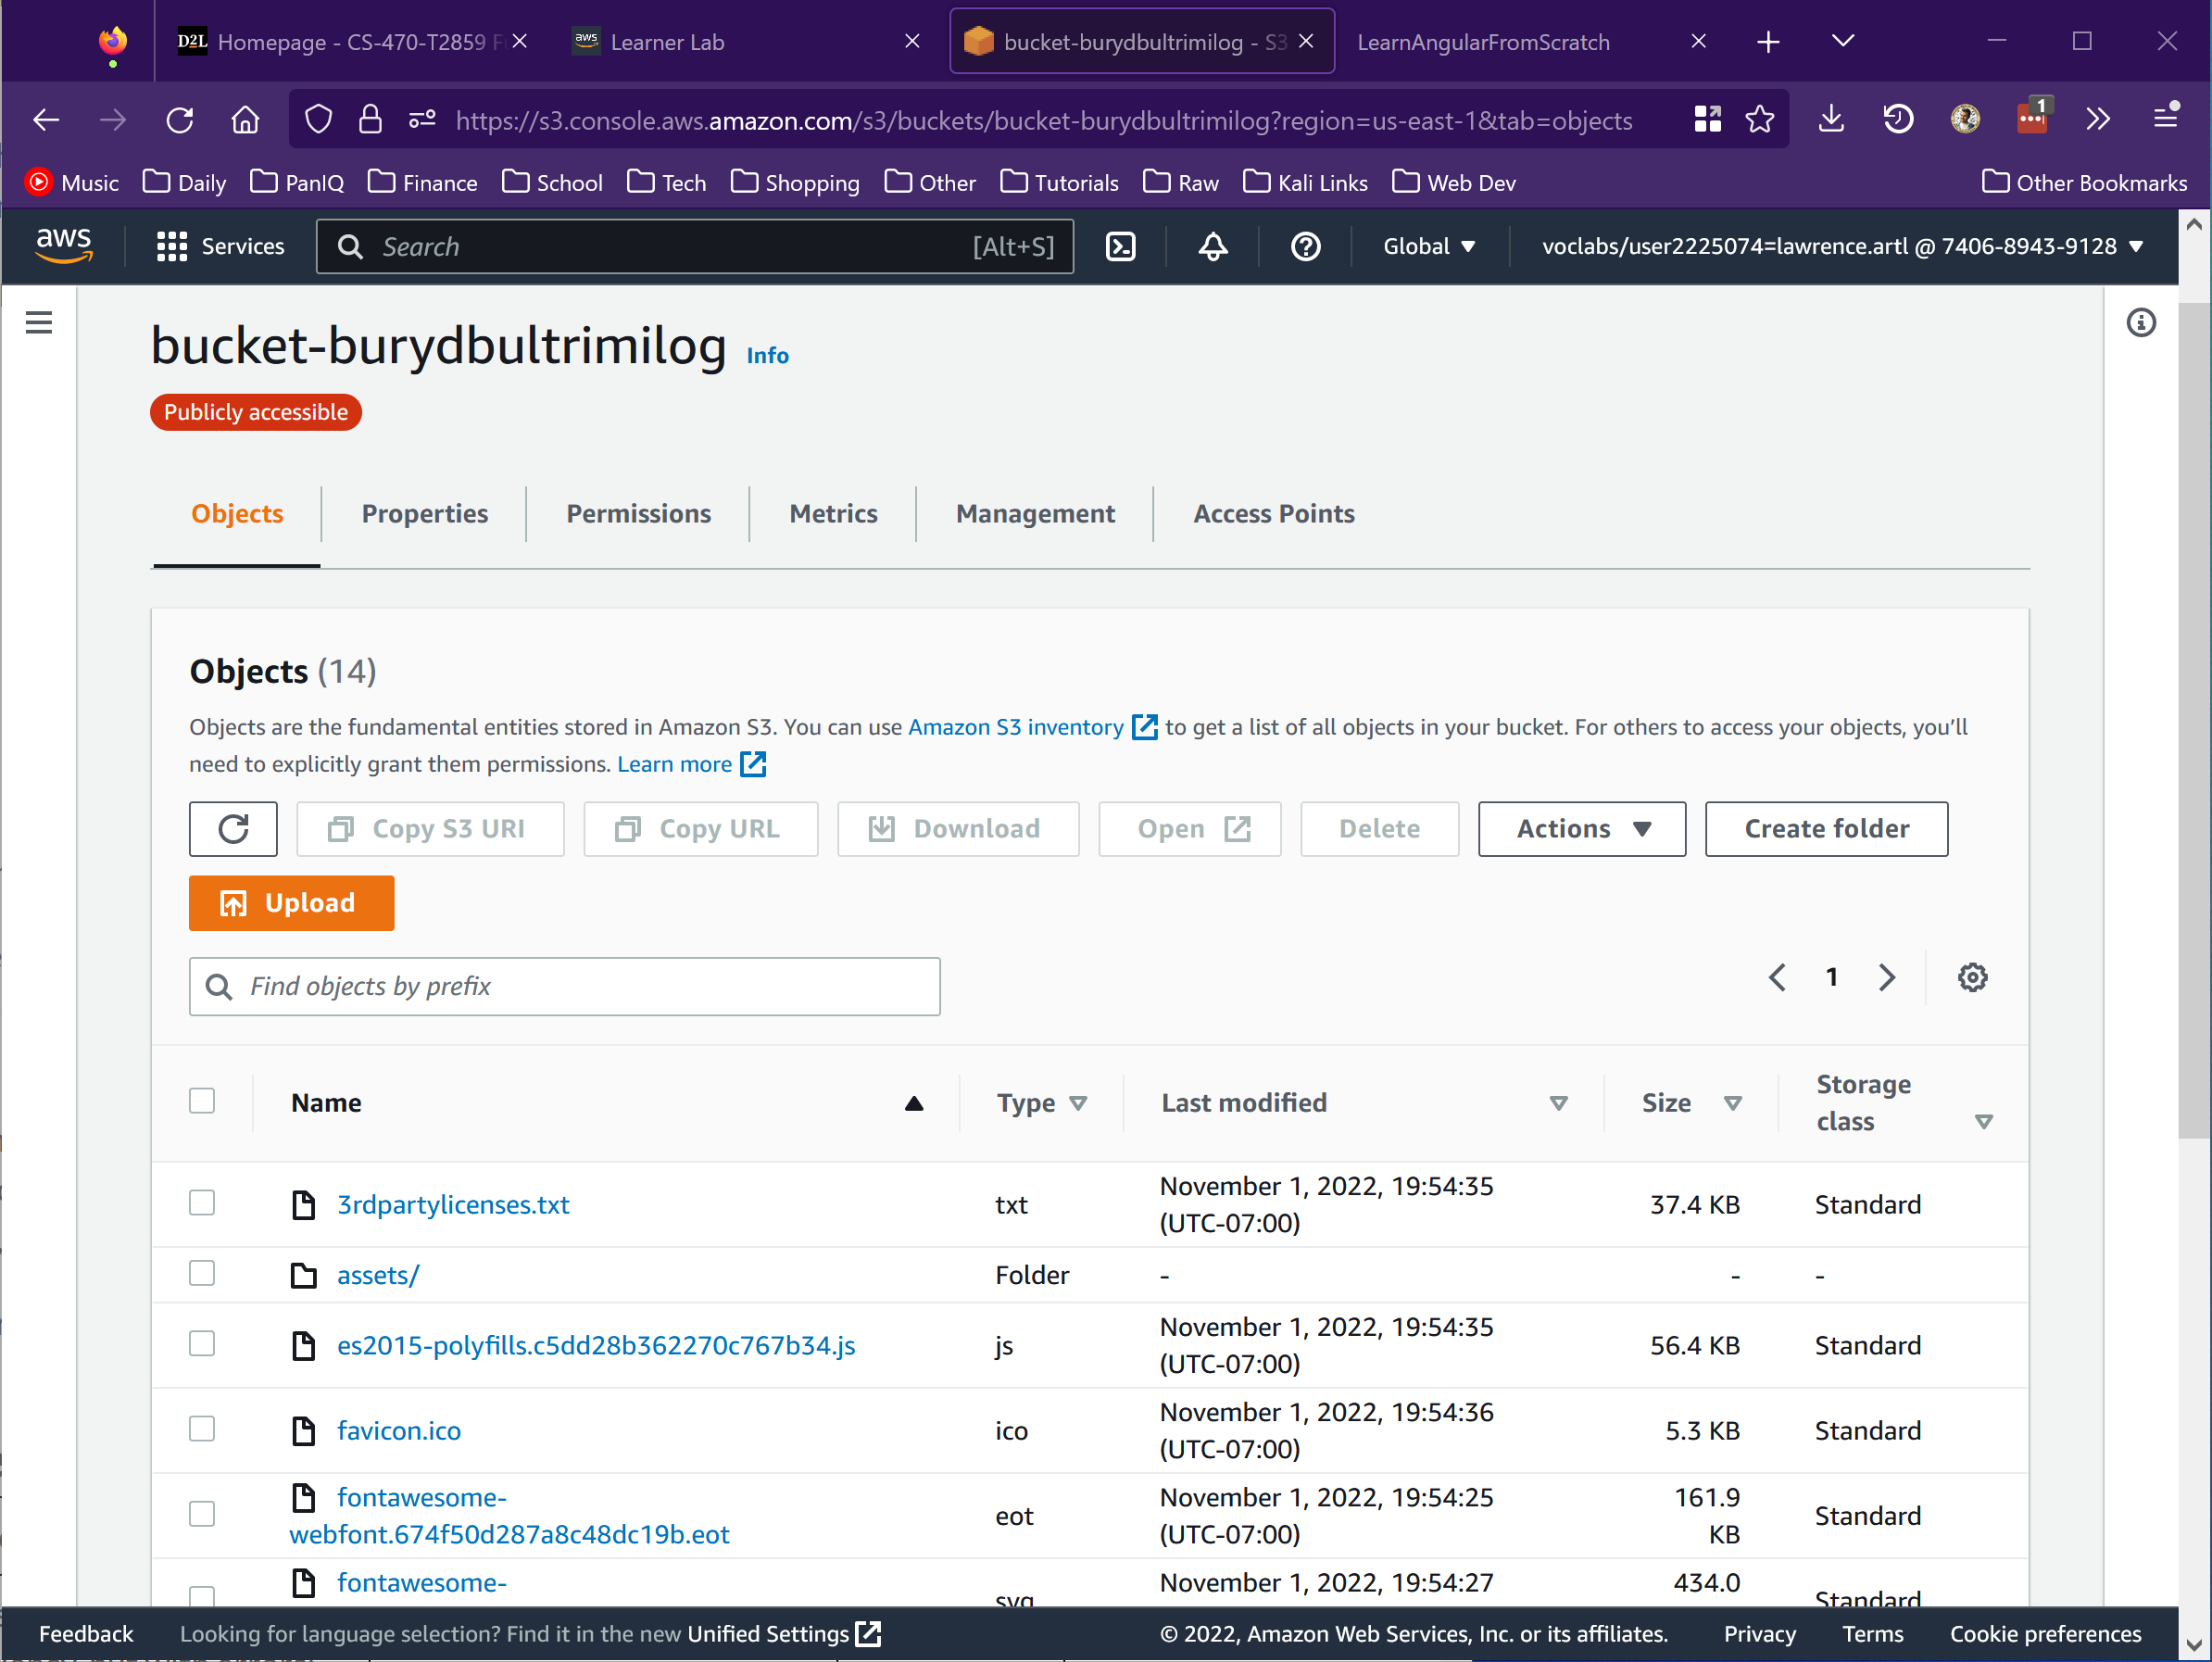 D2L Homepage - CS-470-T2859 F
aws Learner Lab
bucket-burydbultrimilog - S3
LearnAngularFromScratch
https://s3.console.aws.amazon.com/s3/buckets/bucket-burydbultrimilog?region=us-east-1&tab=objects
1
Music Daily PanIQ Finance School Tech Shopping Other Tutorials Raw Kali Links Web Dev Other Bookmarks
aws Services Search [Alt+S] Global voclabs/user2225074=lawrence.artl @ 7406-8943-9128
bucket-burydbultrimilog Info
Publicly accessible
Objects Properties Permissions Metrics Management Access Points
Objects (14)
Objects are the fundamental entities stored in Amazon S3. You can use Amazon S3 inventory to get a list of all objects in your bucket. For others to access your objects, you'll
need to explicitly grant them permissions. Learn more
Copy S3 URI Copy URL Download Open Delete Actions Create folder
Upload
Find objects by prefix
1
Name Type Last modified Size Storage
class
3rdpartylicenses.txt txt November 1, 2022, 19:54:35
(UTC-07:00) 37.4 KB Standard
assets/ Folder - - -
es2015-polyfills.c5dd28b362270c767b34.js js November 1, 2022, 19:54:35
(UTC-07:00) 56.4 KB Standard
favicon.ico ico November 1, 2022, 19:54:36
(UTC-07:00) 5.3 KB Standard
fontawesome-
webfont.674f50d287a8c48dc19b.eot eot November 1, 2022, 19:54:25
(UTC-07:00) 161.9
KB Standard
fontawesome- svg November 1, 2022, 19:54:27 434.0 Standard
Feedback Looking for language selection? Find it in the new Unified Settings © 2022, Amazon Web Services, Inc. or its affiliates. Privacy Terms Cookie preferences